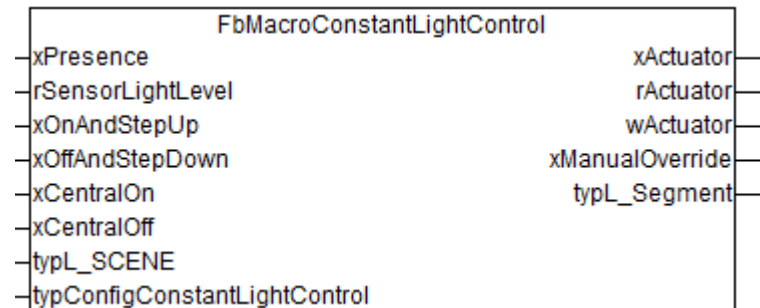 FbMacroConstantLightControl
xPresence xActuator
rSensorLightLevel rActuator
xOnAndStepUp wActuator
xOffAndStepDown xManualOverride
xCentralOn typL_Segment
xCentralOff
typL_SCENE
typConfigConstantLightControl